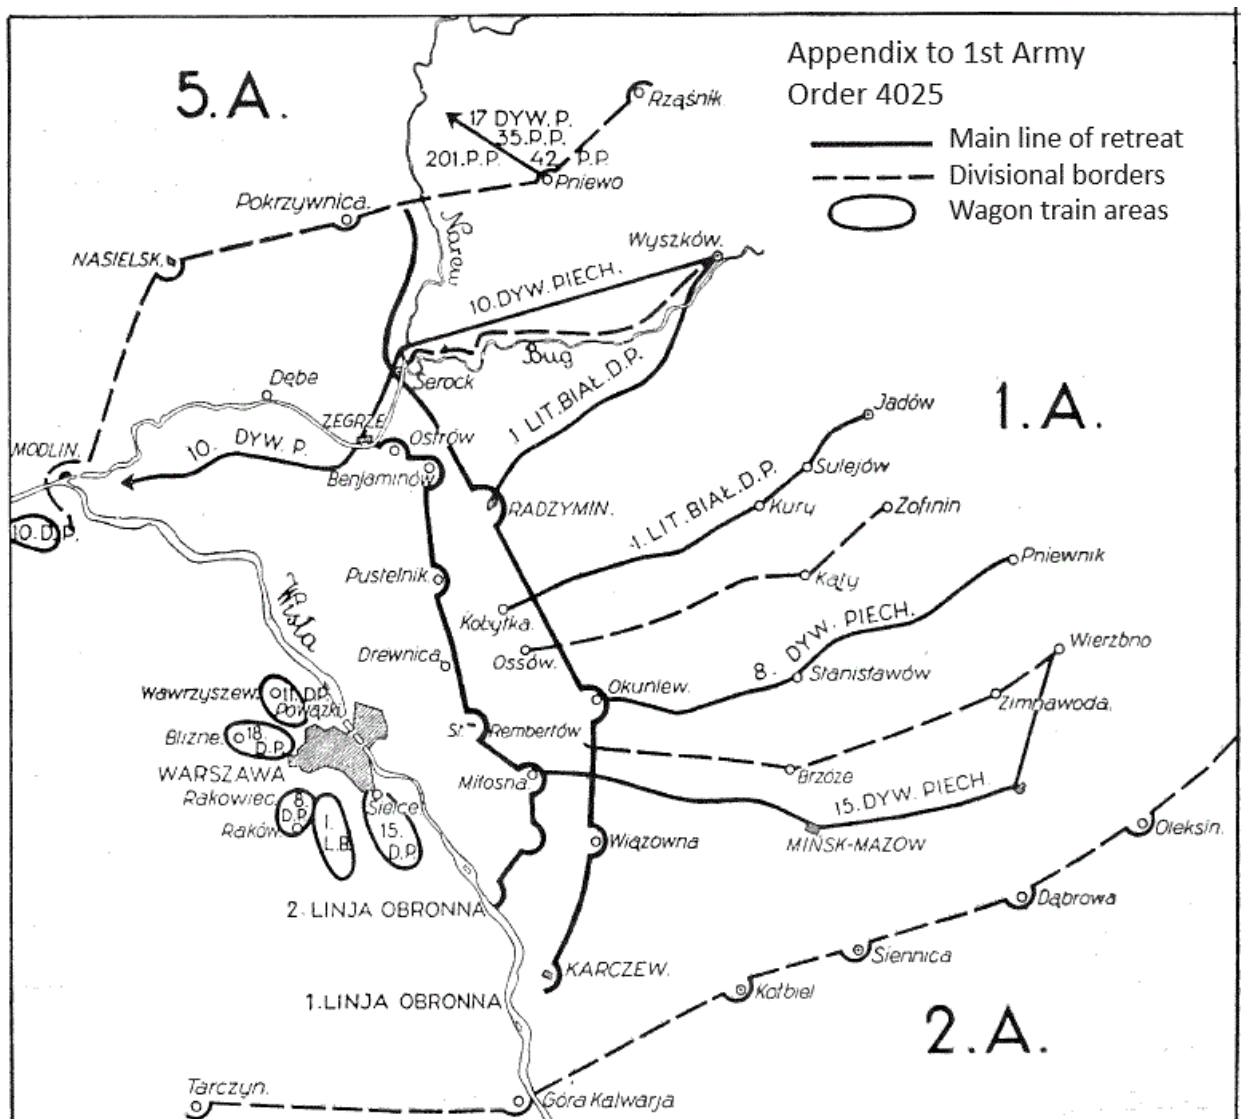 5.A.
Appendix to 1st Army
Order 4025
Main line of retreat
Divisional borders
Wagon train areas
Rząśnik.
17 DYW. P.
35.P.P.
201.P.P. 42 P.P.
Pniewo
Pokrzywnica.
Narew
NASIELSK.
Wyszków.
10.DYW.PIECH.
Bug
Serock
Dębe
1 LIT.BIAŁ.D.P.
1.A.
Jadów
ZEGRZE
Ostrów
MODLIN.
10. DYW. P.
Benjaminów
Sulejów
1.LIT.BIAŁ.D.P.
RADZYMIN.
Kury
Zofinin
10.D.P.
Pniewnik
Pustelnik
Kąty
Wisła
Kobyłka.
8. DYW. PIECH.
Wierzbno
Drewnica
Ossów.
Stanisławów
Okuniew.
Zimnawoda.
Wawrzyszew.
11.D.P.
Powązki
St.- Rembertów
Blizne.
18.
D.P.
WARSZAWA
Miłosna
Brzóze
15.DYW. PIECH.
Rakowiec.
8.
D.P.
Raków.
1.
L.B.
Sielce.
15.
D.P.
Wiązowna
MIŃSK-MAZOW
Oleksin.
2. LINJA OBRONNA
Dąbrowa
Siennica
KARCZEW.
Kołbiel
1.LINJA OBRONNA
2.A.
Tarczyn.
Góra Kalwarja